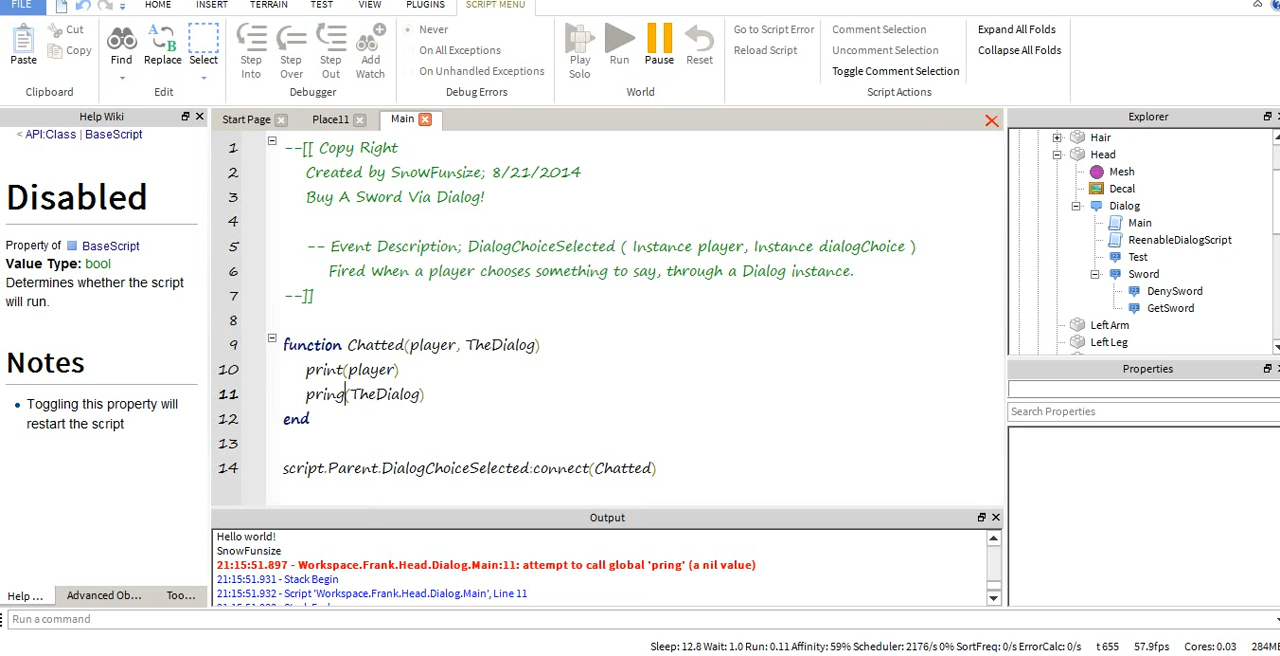 FILE HOME INSERT TERRAIN TEST VIEW PLUGINS SCRIPT MENU
Paste
Cut
Copy
Clipboard
Find
Replace
Select
Edit
Step Into
Step Over
Step Out
Add Watch
Debugger
Never
On All Exceptions
On Unhandled Exceptions
Debug Errors
Play Solo
Run
Pause
Reset
World
Go to Script Error
Reload Script
Comment Selection
Uncomment Selection
Toggle Comment Selection
Script Actions
Expand All Folds
Collapse All Folds
Help Wiki
< API:Class | BaseScript
Disabled
Property of BaseScript
Value Type: bool
Determines whether the script
will run.
Notes
• Toggling this property will
restart the script
Help ... Advanced Ob... Too...
Start Page Place11 Main
1 --[[ Copy Right
2 Created by SnowFunsize; 8/21/2014
3 Buy A Sword Via Dialog!
4
5 -- Event Description; DialogChoiceSelected ( Instance player, Instance dialogChoice )
6 Fired when a player chooses something to say, through a Dialog instance.
7 --]]
8
9 function Chatted(player, TheDialog)
10 print(player)
11 pring(TheDialog)
12 end
13
14 script.Parent.DialogChoiceSelected:connect(Chatted)
Output
Hello world!
SnowFunsize
21:15:51.897 - Workspace.Frank.Head.Dialog.Main:11: attempt to call global 'pring' (a nil value)
21:15:51.931 - Stack Begin
21:15:51.932 - Script 'Workspace.Frank.Head.Dialog.Main', Line 11
Explorer
Hair
Head
Mesh
Decal
Dialog
Main
ReenableDialogScript
Test
Sword
DenySword
GetSword
Left Arm
Left Leg
Properties
Search Properties
Run a command
Sleep: 12.8 Wait: 1.0 Run: 0.11 Affinity: 59% Scheduler: 2176/s 0% SortFreq: 0/s ErrorCalc: 0/s t 655 57.9fps Cores: 0.03